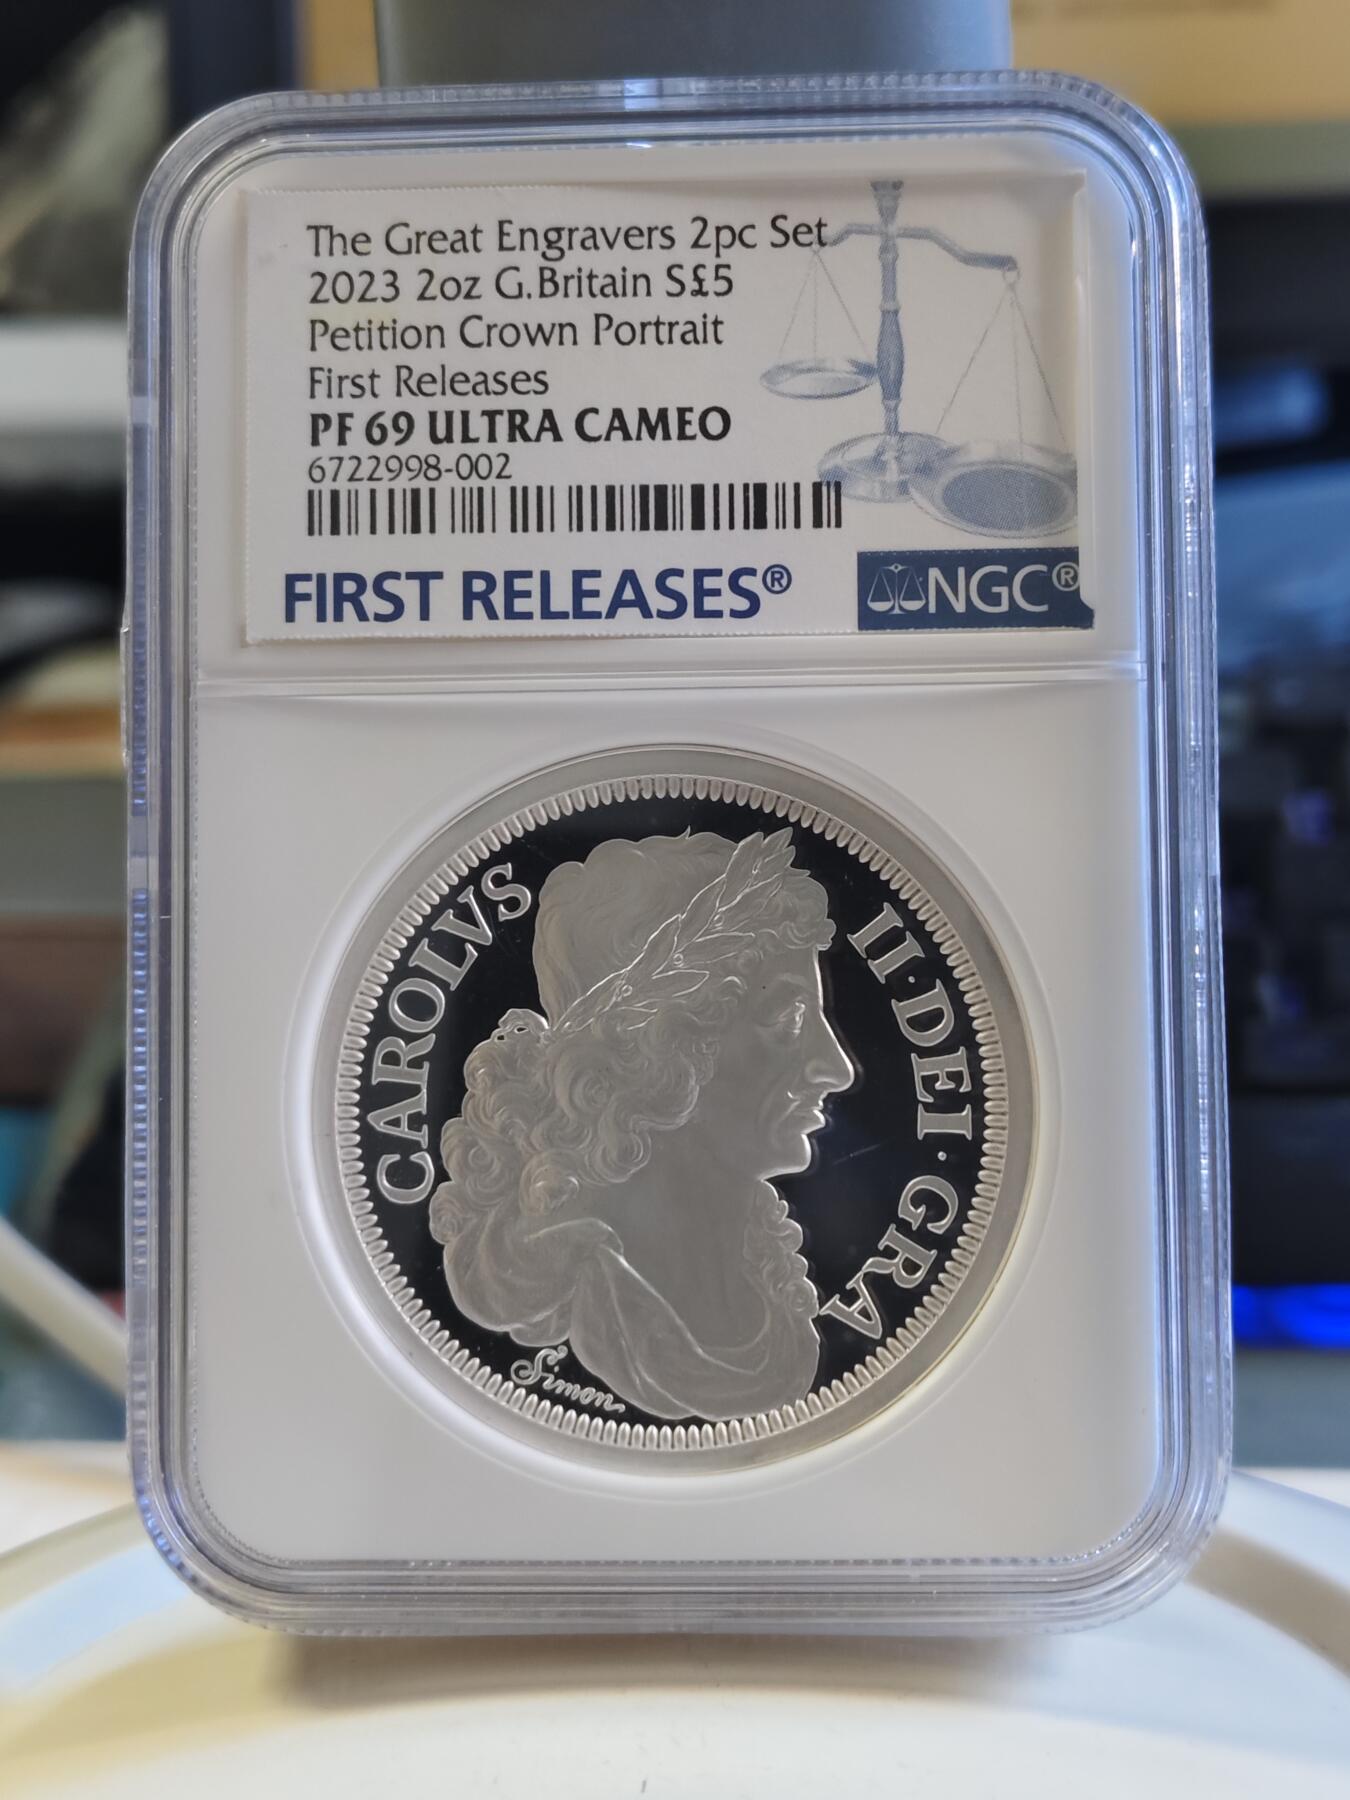 The Great Engravers 2pc Set
2023 2oz G.Britain S£5
Petition Crown Portrait
First Releases
PF 69 ULTRA CAMEO
6722998-002
FIRST RELEASES®
NGC®
CAROLVS II·DEI·GRA
Simon